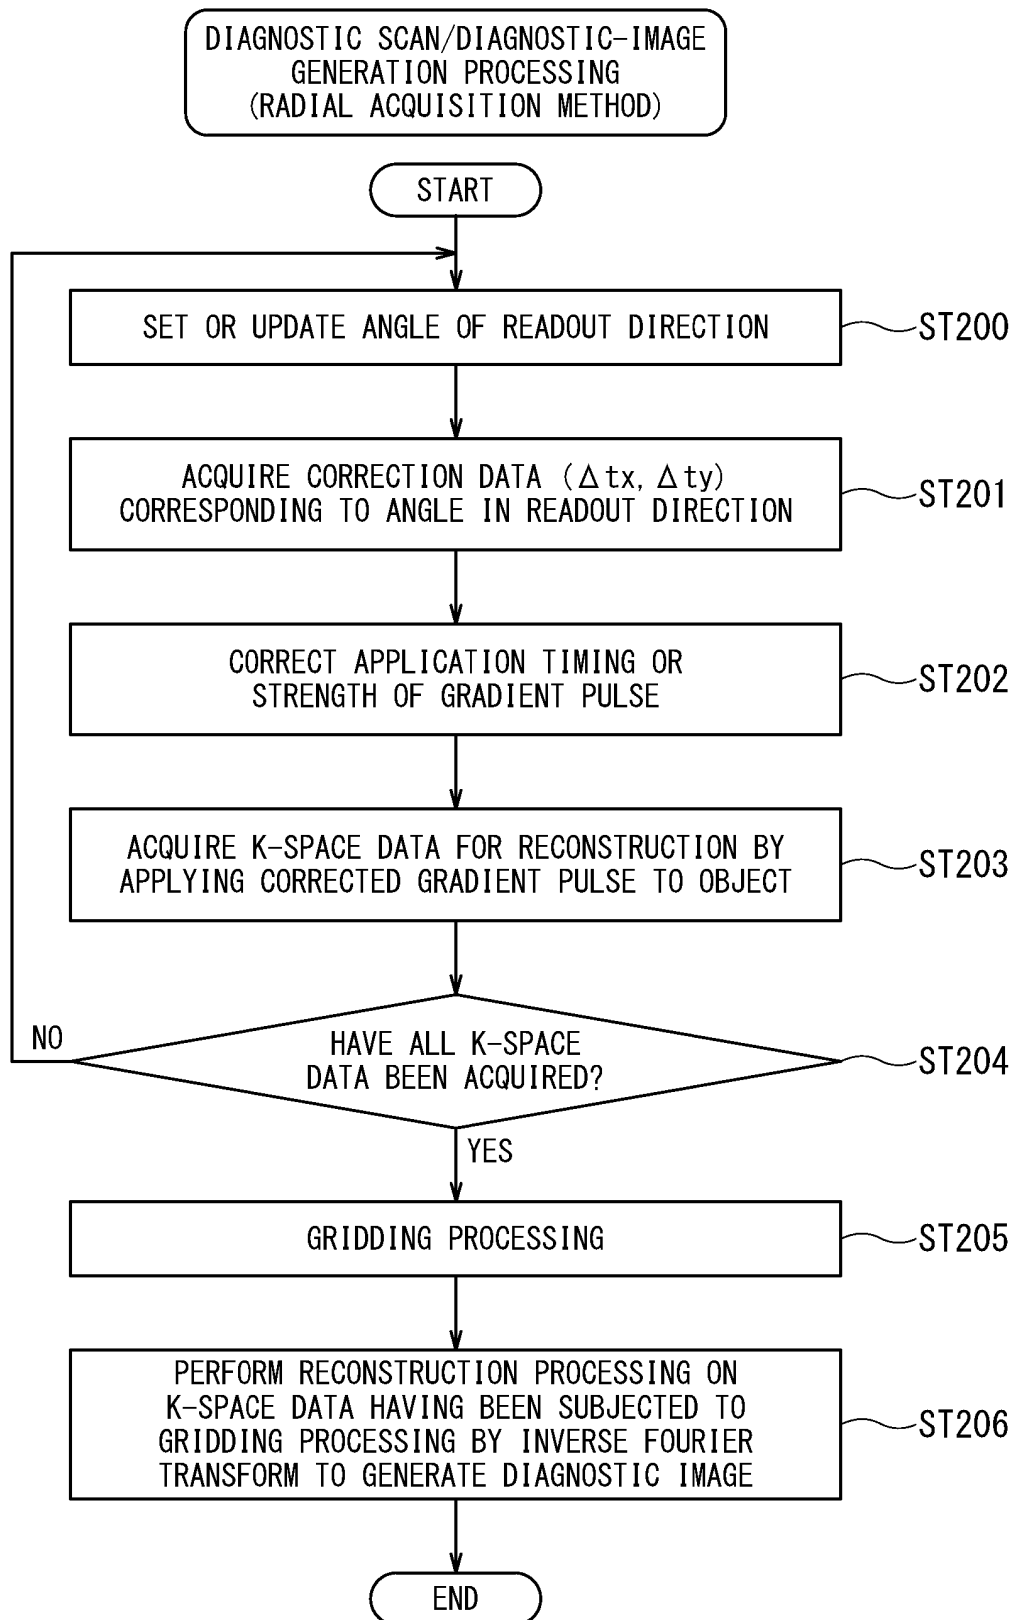 DIAGNOSTIC SCAN/DIAGNOSTIC-IMAGE
GENERATION PROCESSING
(RADIAL ACQUISITION METHOD)
START
SET OR UPDATE ANGLE OF READOUT DIRECTION
ST200
ACQUIRE CORRECTION DATA (Δtx, Δty)
CORRESPONDING TO ANGLE IN READOUT DIRECTION
ST201
CORRECT APPLICATION TIMING OR
STRENGTH OF GRADIENT PULSE
ST202
ACQUIRE K-SPACE DATA FOR RECONSTRUCTION BY
APPLYING CORRECTED GRADIENT PULSE TO OBJECT
ST203
NO
HAVE ALL K-SPACE
DATA BEEN ACQUIRED?
ST204
YES
GRIDDING PROCESSING
ST205
PERFORM RECONSTRUCTION PROCESSING ON
K-SPACE DATA HAVING BEEN SUBJECTED TO
GRIDDING PROCESSING BY INVERSE FOURIER
TRANSFORM TO GENERATE DIAGNOSTIC IMAGE
ST206
END